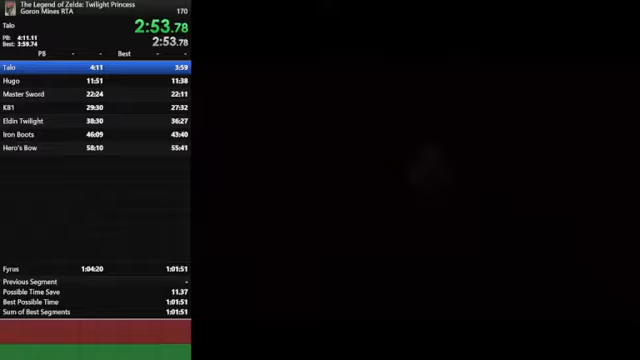 The Legend of Zelda: Twilight Princess
Goron Mines RTA 170
Talo 2:53.78
PB: 4:11.11
Best: 3:59.74 2:53.78
PB - - Best - -
Talo 4:11 3:59
Hugo 11:51 11:38
Master Sword 22:24 22:11
KB1 29:30 27:32
Eldin Twilight 38:30 36:27
Iron Boots 46:09 43:40
Hero's Bow 58:10 55:41
Fyrus 1:04:20 1:01:51
Previous Segment -
Possible Time Save 11.37
Best Possible Time 1:01:51
Sum of Best Segments 1:01:51